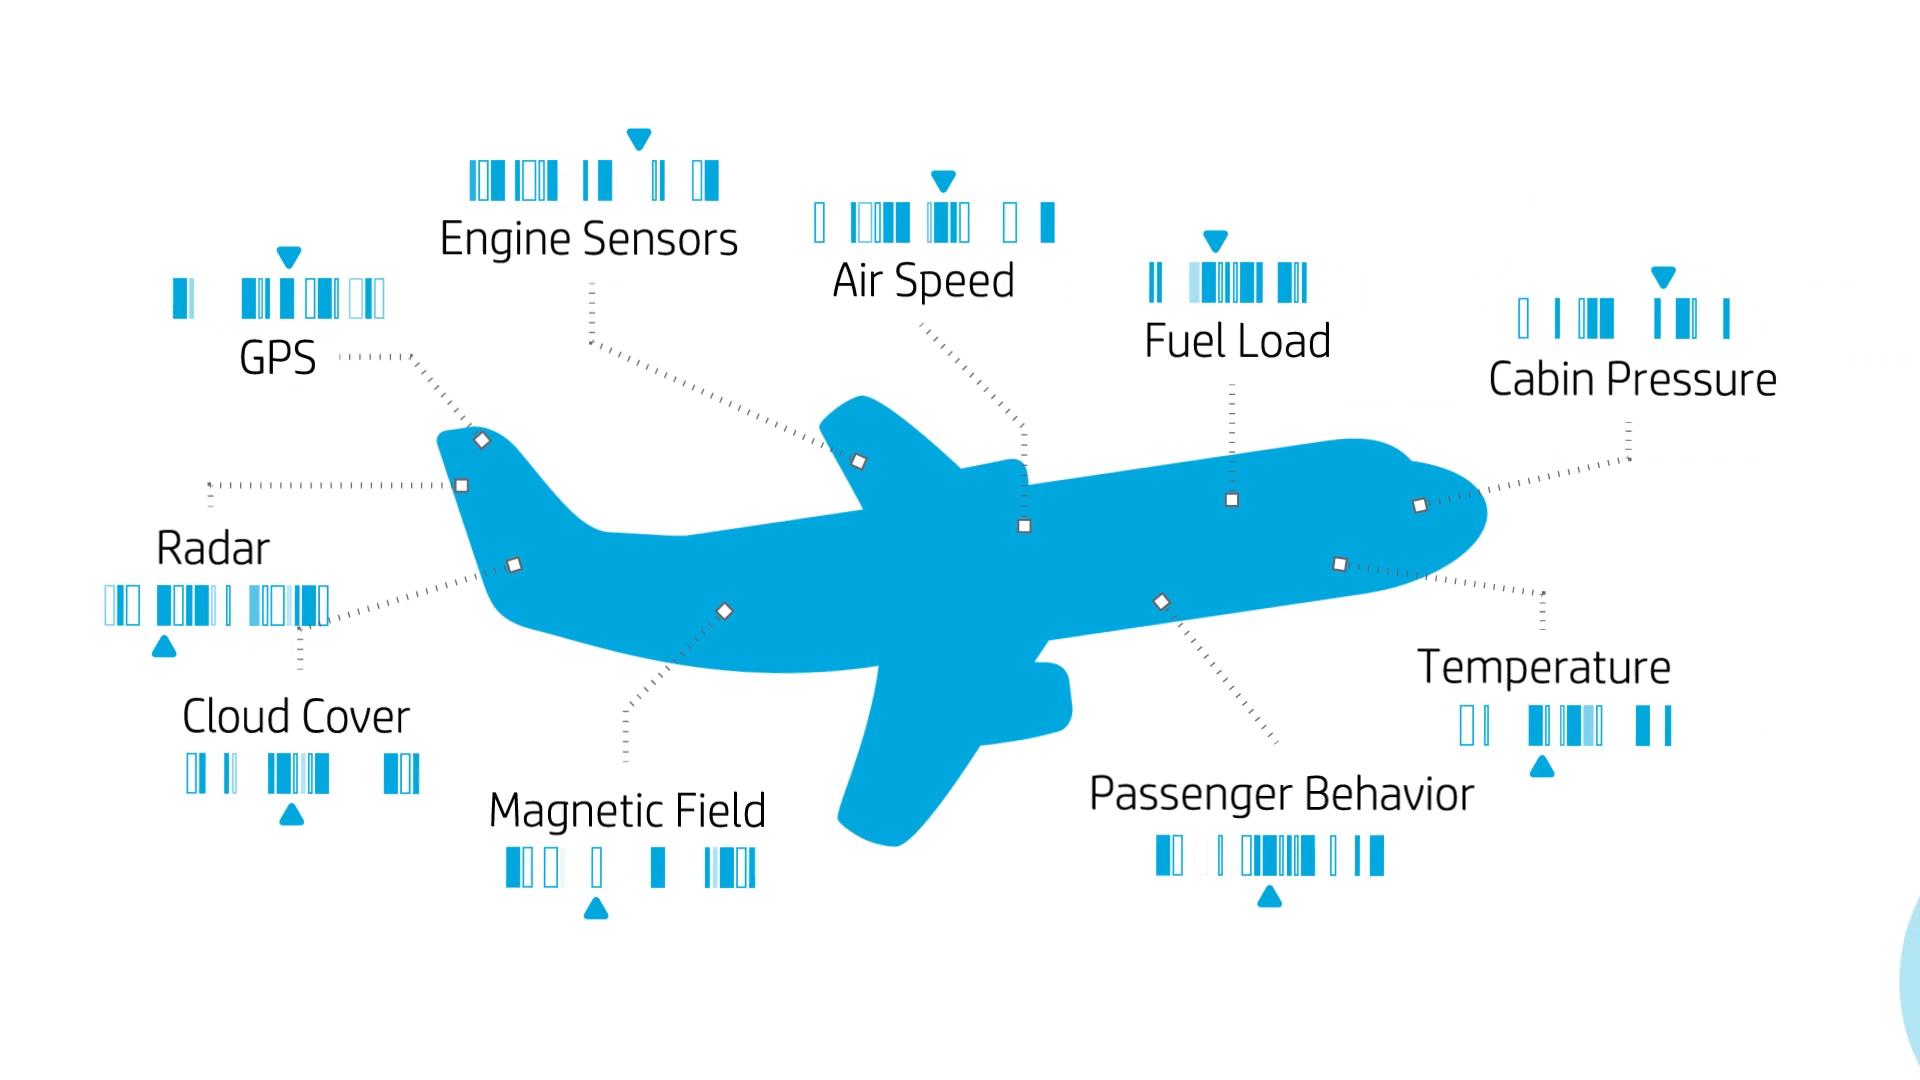 Engine Sensors
Air Speed
Fuel Load
GPS
Cabin Pressure
Radar
Temperature
Cloud Cover
Magnetic Field
Passenger Behavior